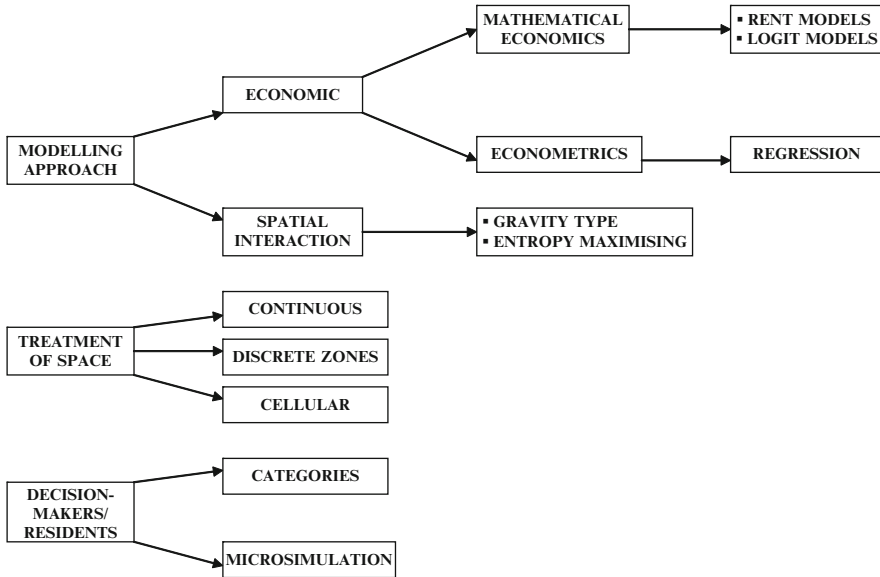 MATHEMATICAL
ECONOMICS
▪ RENT MODELS
▪ LOGIT MODELS
ECONOMIC
MODELLING
APPROACH
ECONOMETRICS
REGRESSION
SPATIAL
INTERACTION
▪ GRAVITY TYPE
▪ ENTROPY MAXIMISING
CONTINUOUS
TREATMENT
OF SPACE
DISCRETE ZONES
CELLULAR
CATEGORIES
DECISION-
MAKERS/
RESIDENTS
MICROSIMULATION